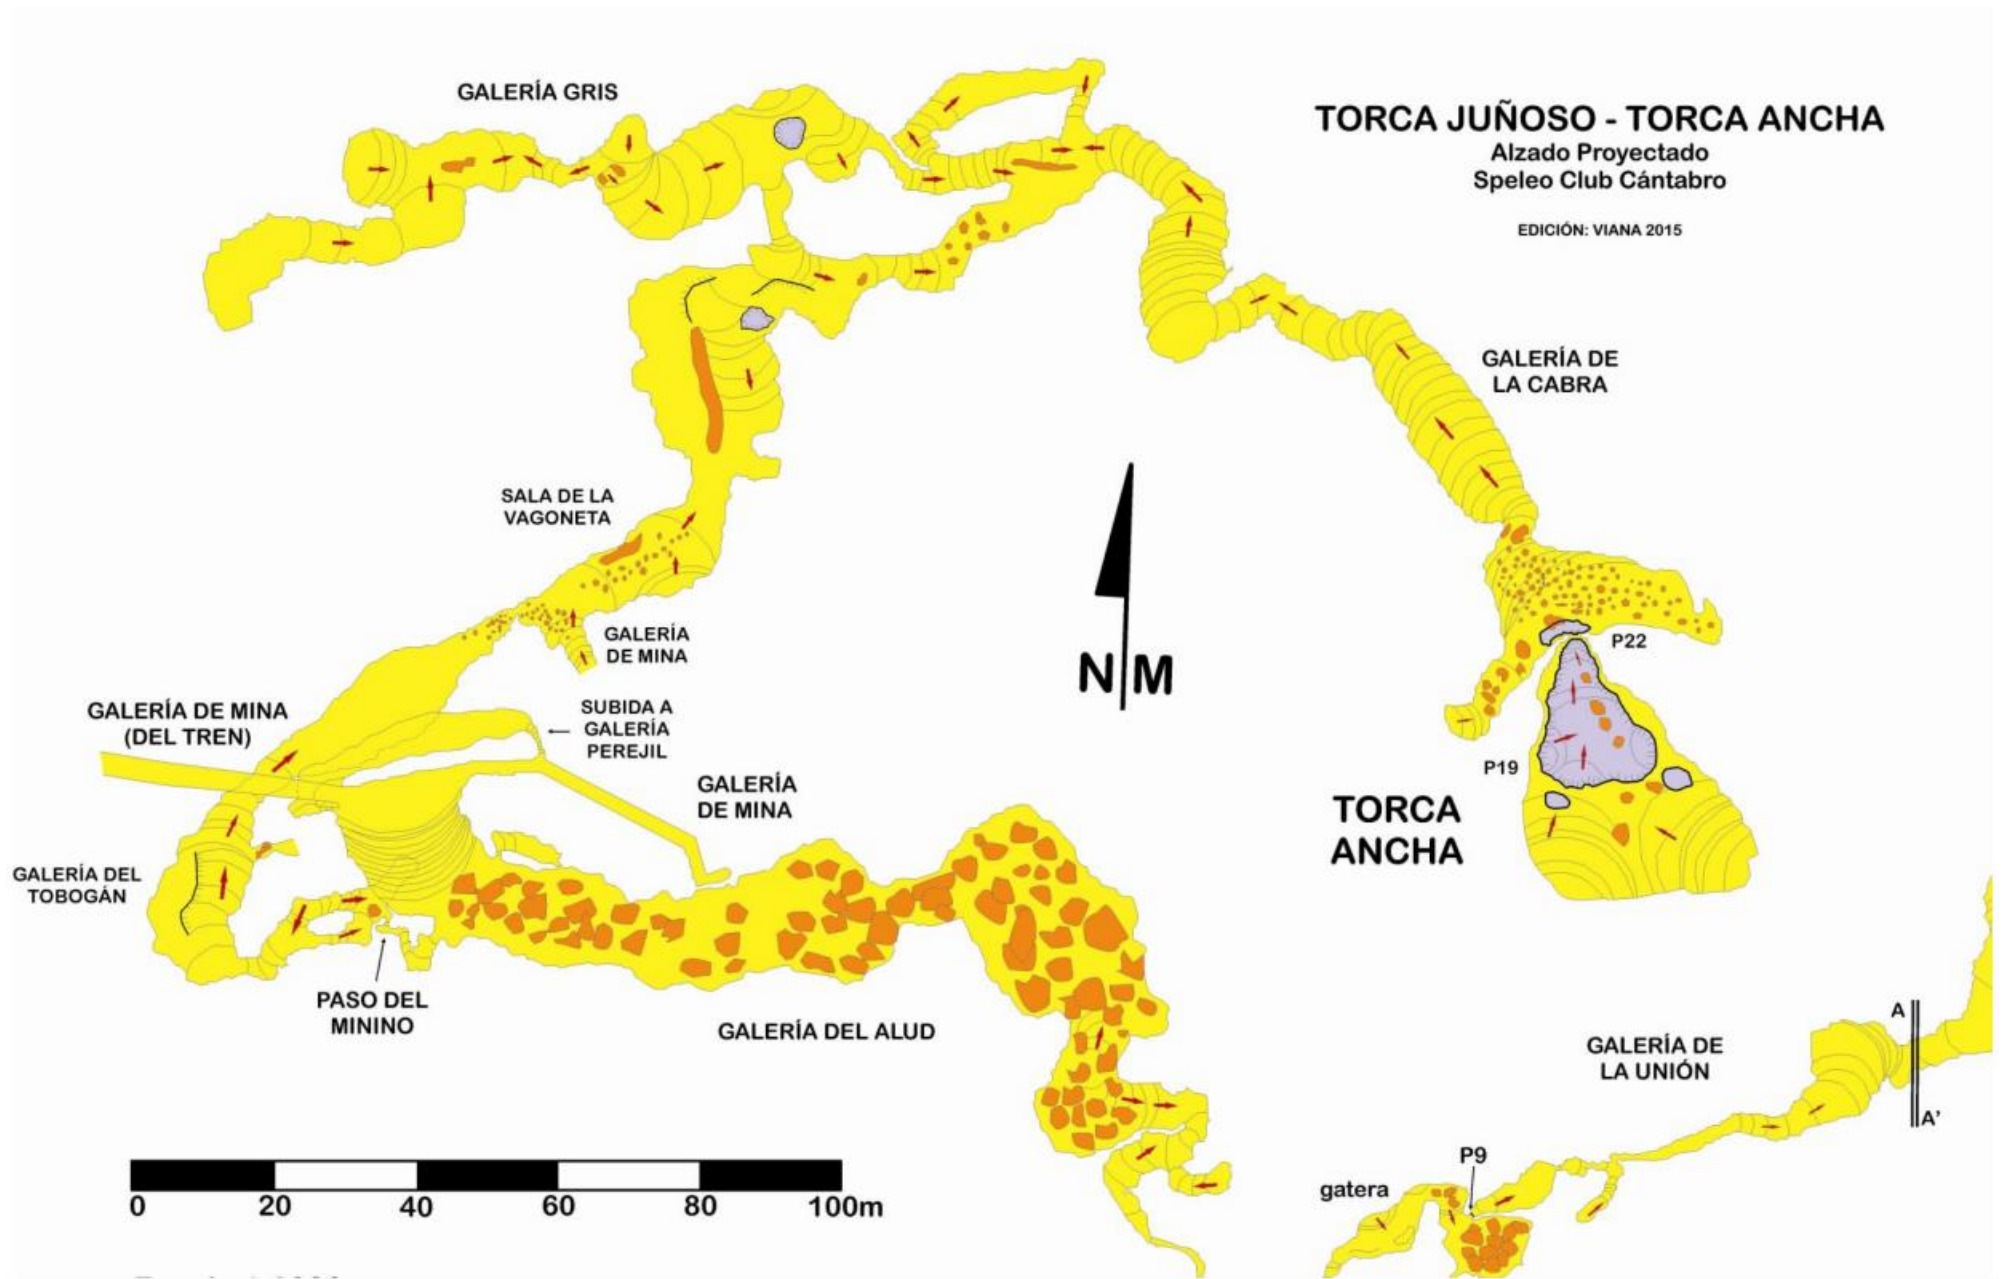 GALERÍA GRIS
TORCA JUÑOSO - TORCA ANCHA
Alzado Proyectado
Speleo Club Cántabro
EDICIÓN: VIANA 2015
GALERÍA DE
LA CABRA
SALA DE LA
VAGONETA
GALERÍA
DE MINA
P22
N M
GALERÍA DE MINA
(DEL TREN)
SUBIDA A
GALERÍA
PEREJIL
GALERÍA
DE MINA
P19
TORCA
ANCHA
GALERÍA DEL
TOBOGÁN
PASO DEL
MININO
GALERÍA DEL ALUD
A
GALERÍA DE
LA UNIÓN
A'
P9
gatera
0 20 40 60 80 100m